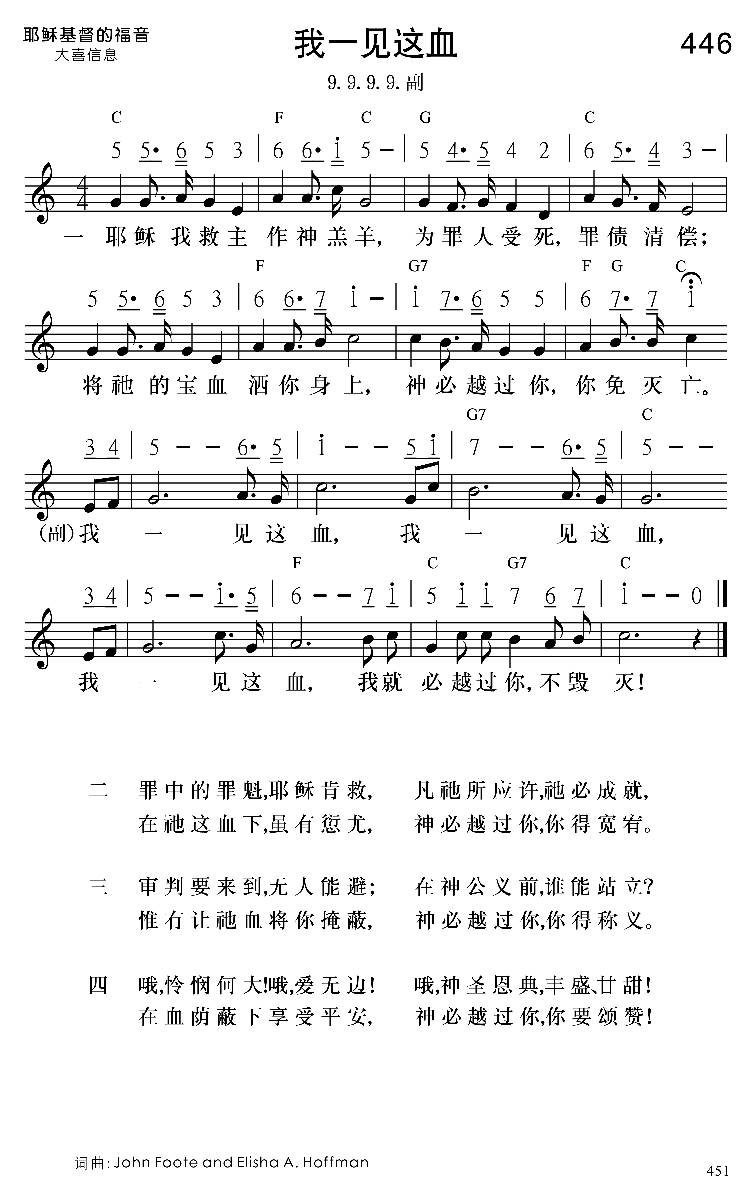 耶稣基督的福音
大喜信息
我一见这血
446
9.9.9.9.副
C F C G C
5 5· 6 5 3 | 6 6· i 5 – | 5 4· 5 4 2 | 6 5· 4 3 – |
4
4
一 耶稣我救主 作神羔羊, 为罪人受死, 罪债清偿;
F G7 F G C
5 5· 6 5 3 | 6 6· 7 i – | i 7· 6 5 5 | 6 7· 7 i
将祂的宝血 洒你身上, 神必越过你, 你免灭亡。
G7 C
3 4 | 5 – – 6· 5 | i – – 5 i | 7 – – 6· 5 | 5 – –
(副)我 一 见这血, 我 一 见这血,
F C G7 C
3 4 | 5 – – i· 5 | 6 – – 7 i | 5 i i 7 6 7 | i – – 0 ‖
我 一 见这血, 我就 必越过你,不毁灭!
二 罪中的罪魁,耶稣肯救, 凡祂所应许,祂必成就,
在祂这血下,虽有愆尤, 神必越过你,你得宽宥。
三 审判要来到,无人能避; 在神公义前,谁能站立?
惟有让祂血将你掩蔽, 神必越过你,你得称义。
四 哦,怜悯何大!哦,爱无边! 哦,神圣恩典,丰盛、甘甜!
在血荫蔽下享受平安, 神必越过你,你要颂赞!
词曲: John Foote and Elisha A. Hoffman
451